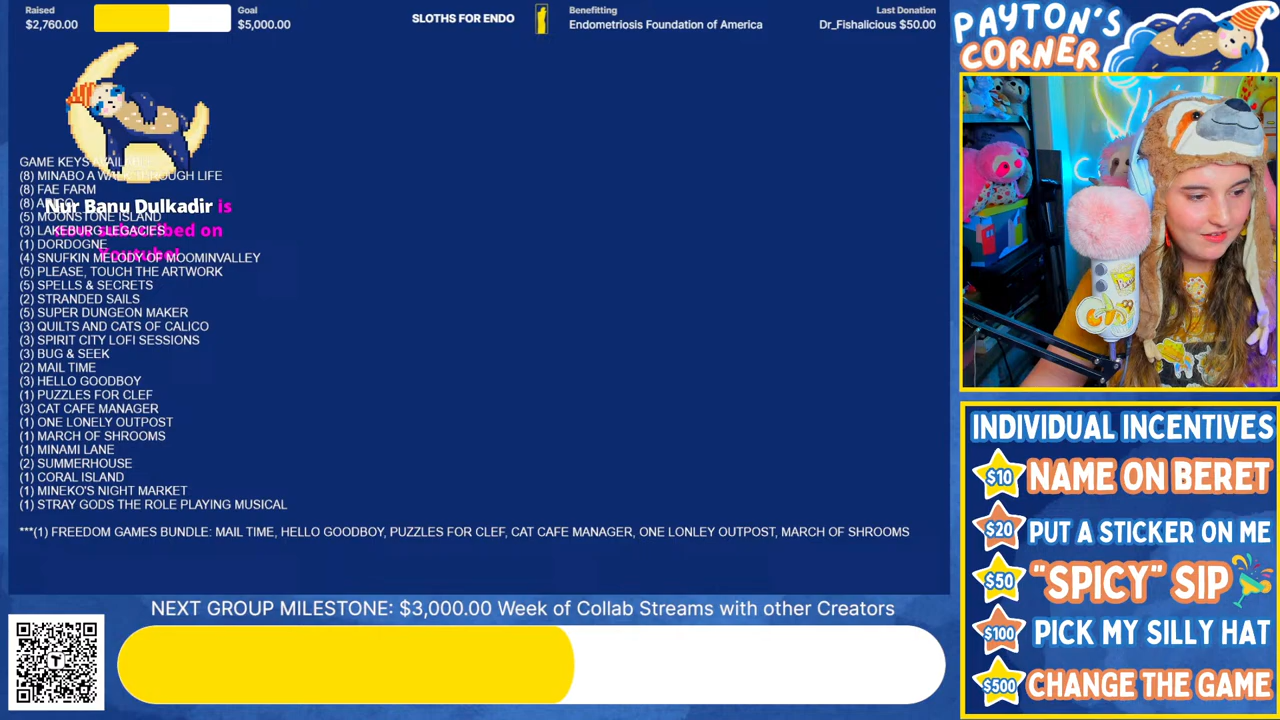 Raised
$2,760.00
Goal
$5,000.00
SLOTHS FOR ENDO
Benefitting
Endometriosis Foundation of America
Last Donation
Dr_Fishalicious $50.00
PAYTON'S
CORNER
GAME KEYS
(8) MINABO A WALK THROUGH LIFE
(8) FAE FARM
(8)
Nur Banu Dulkadir is
(5) MOONSTONE ISLAND
(3) LAKEBURG LEGACIES
subscribed on
(1) DORDOGNE
Youtube!
(4) SNUFKIN MELODY OF MOOMINVALLEY
(5) PLEASE, TOUCH THE ARTWORK
(5) SPELLS & SECRETS
(2) STRANDED SAILS
(5) SUPER DUNGEON MAKER
(3) QUILTS AND CATS OF CALICO
(3) SPIRIT CITY LOFI SESSIONS
(3) BUG & SEEK
(2) MAIL TIME
(3) HELLO GOODBOY
(1) PUZZLES FOR CLEF
(3) CAT CAFE MANAGER
(1) ONE LONELY OUTPOST
(1) MARCH OF SHROOMS
(1) MINAMI LANE
(2) SUMMERHOUSE
(1) CORAL ISLAND
(1) MINEKO'S NIGHT MARKET
(1) STRAY GODS THE ROLE PLAYING MUSICAL
***(1) FREEDOM GAMES BUNDLE: MAIL TIME, HELLO GOODBOY, PUZZLES FOR CLEF, CAT CAFE MANAGER, ONE LONLEY OUTPOST, MARCH OF SHROOMS
NEXT GROUP MILESTONE: $3,000.00 Week of Collab Streams with other Creators
INDIVIDUAL INCENTIVES
$10 NAME ON BERET
$20 PUT A STICKER ON ME
$50 "SPICY" SIP
$100 PICK MY SILLY HAT
$500 CHANGE THE GAME